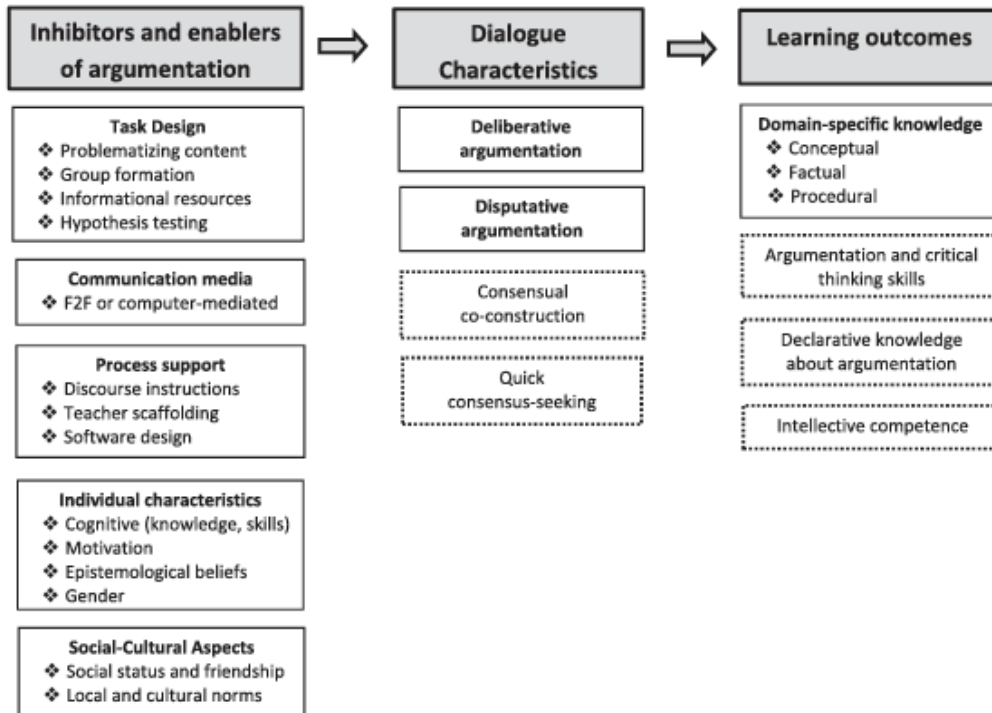 Inhibitors and enablers
of argumentation
Task Design
❖ Problematizing content
❖ Group formation
❖ Informational resources
❖ Hypothesis testing
Communication media
❖ F2F or computer-mediated
Process support
❖ Discourse instructions
❖ Teacher scaffolding
❖ Software design
Individual characteristics
❖ Cognitive (knowledge, skills)
❖ Motivation
❖ Epistemological beliefs
❖ Gender
Social-Cultural Aspects
❖ Social status and friendship
❖ Local and cultural norms
Dialogue
Characteristics
Deliberative
argumentation
Disputative
argumentation
Consensual
co-construction
Quick
consensus-seeking
Learning outcomes
Domain-specific knowledge
❖ Conceptual
❖ Factual
❖ Procedural
Argumentation and critical
thinking skills
Declarative knowledge
about argumentation
Intellective competence